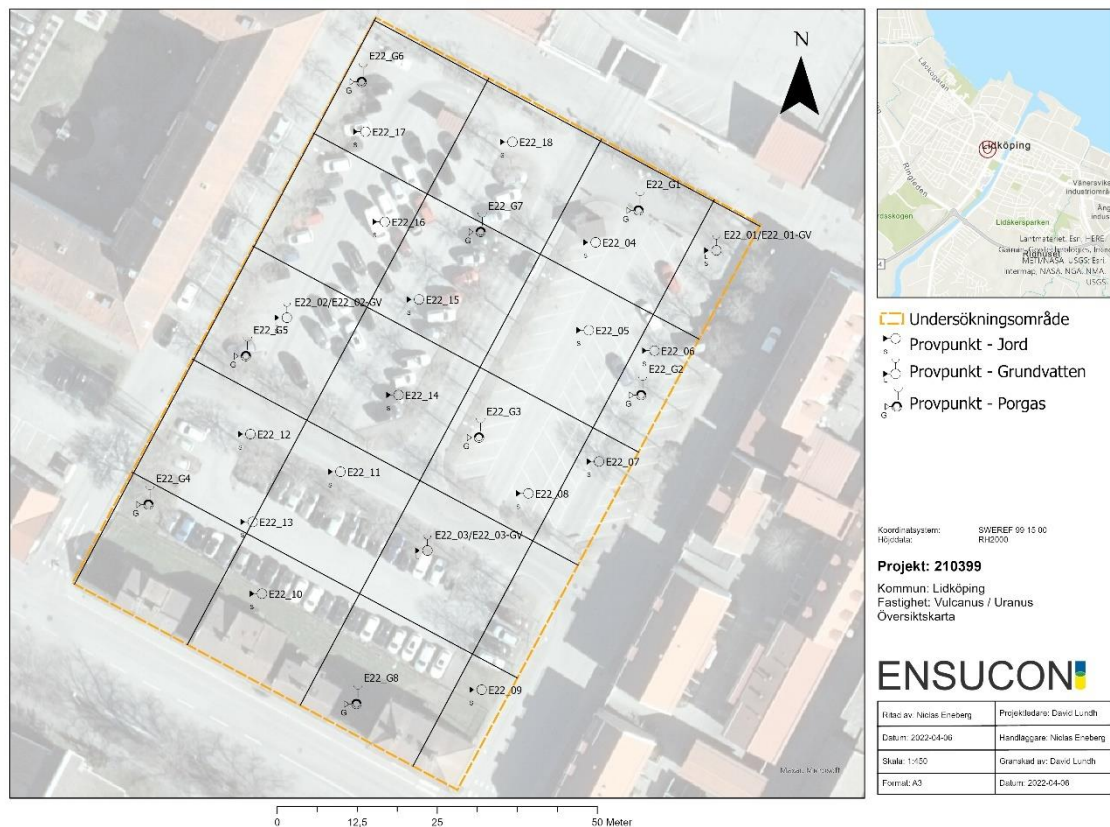 N
E22_G6
E22_17
E22_18
E22_G1
E22_G7
E22_16
E22_04
E22_01/E22_01-GV
E22_15
E22_02/E22_02-GV
E22_G5
E22_05
E22_06
E22_G2
E22_14
E22_G3
E22_12
E22_11
E22_07
E22_08
E22_G4
E22_13
E22_03/E22_03-GV
E22_10
E22_G8
E22_09
0 12,5 25 50 Meter
Läckögatan
Ringleden
Lidköping
Lidåkersparken
Undersökningsområde
Provpunkt - Jord
Provpunkt - Grundvatten
Provpunkt - Porgas
Koordinatsystem: SWEREF 99 15 00
Höjddata: RH2000
Projekt: 210399
Kommun: Lidköping
Fastighet: Vulcanus / Uranus
Översiktskarta
ENSUCON
Ritad av: Niclas Eneberg
Projektledare: David Lundh
Datum: 2022-04-06
Handläggare: Niclas Eneberg
Skala: 1:450
Granskad av: David Lundh
Format: A3
Datum: 2022-04-06